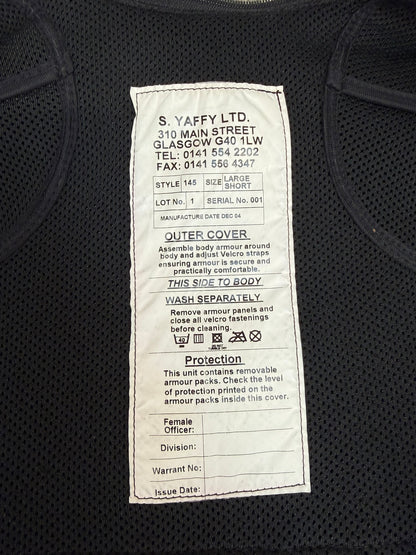 S. YAFFY LTD.
310 MAIN STREET
GLASGOW G40 1LW
TEL: 0141 554 2202
FAX: 0141 556 4347
STYLE 145 SIZE LARGE SHORT
LOT No. 1 SERIAL No. 001
MANUFACTURE DATE DEC 04
OUTER COVER
Assemble body armour around
body and adjust Velcro straps
ensuring armour is secure and
practically comfortable.
THIS SIDE TO BODY
WASH SEPARATELY
Remove armour panels and
close all velcro fastenings
before cleaning.
40
Protection
This unit contains removable
armour packs. Check the level
of protection printed on the
armour packs inside this cover.
Female
Officer:
Division:
Warrant No.:
Issue Date: